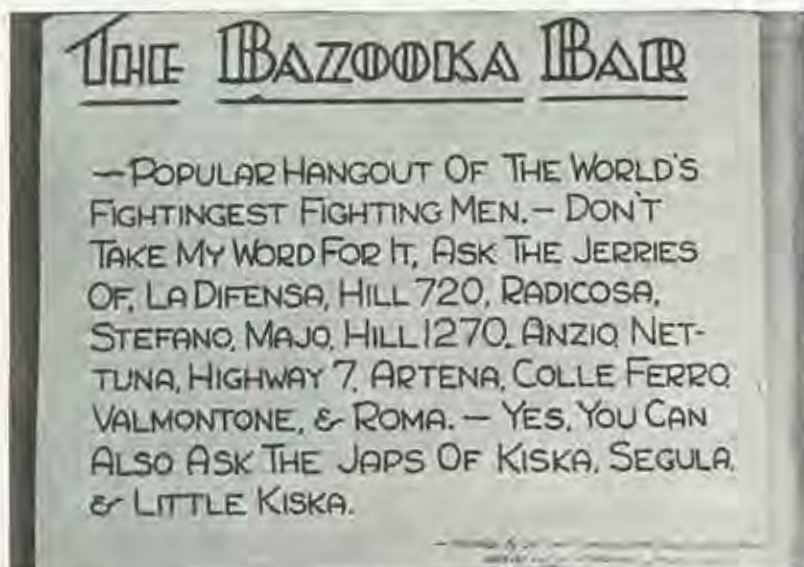 THE BAZOOKA BAR
—POPULAR HANGOUT OF THE WORLD'S
FIGHTINGEST FIGHTING MEN.— DON'T
TAKE MY WORD FOR IT, ASK THE JERRIES
OF, LA DIFENSA, HILL 720, RADICOSA,
STEFANO, MAJO, HILL 1270, ANZIO, NET-
TUNA, HIGHWAY 7, ARTENA, COLLE FERRO,
VALMONTONE, & ROMA. — YES, YOU CAN
ALSO ASK THE JAPS OF KISKA, SEGULA,
& LITTLE KISKA.